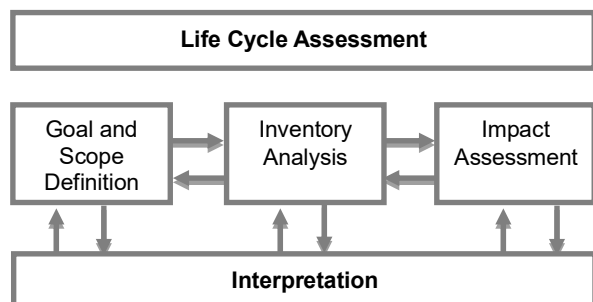 Life Cycle Assessment
Goal and
Scope
Definition
Inventory
Analysis
Impact
Assessment
Interpretation